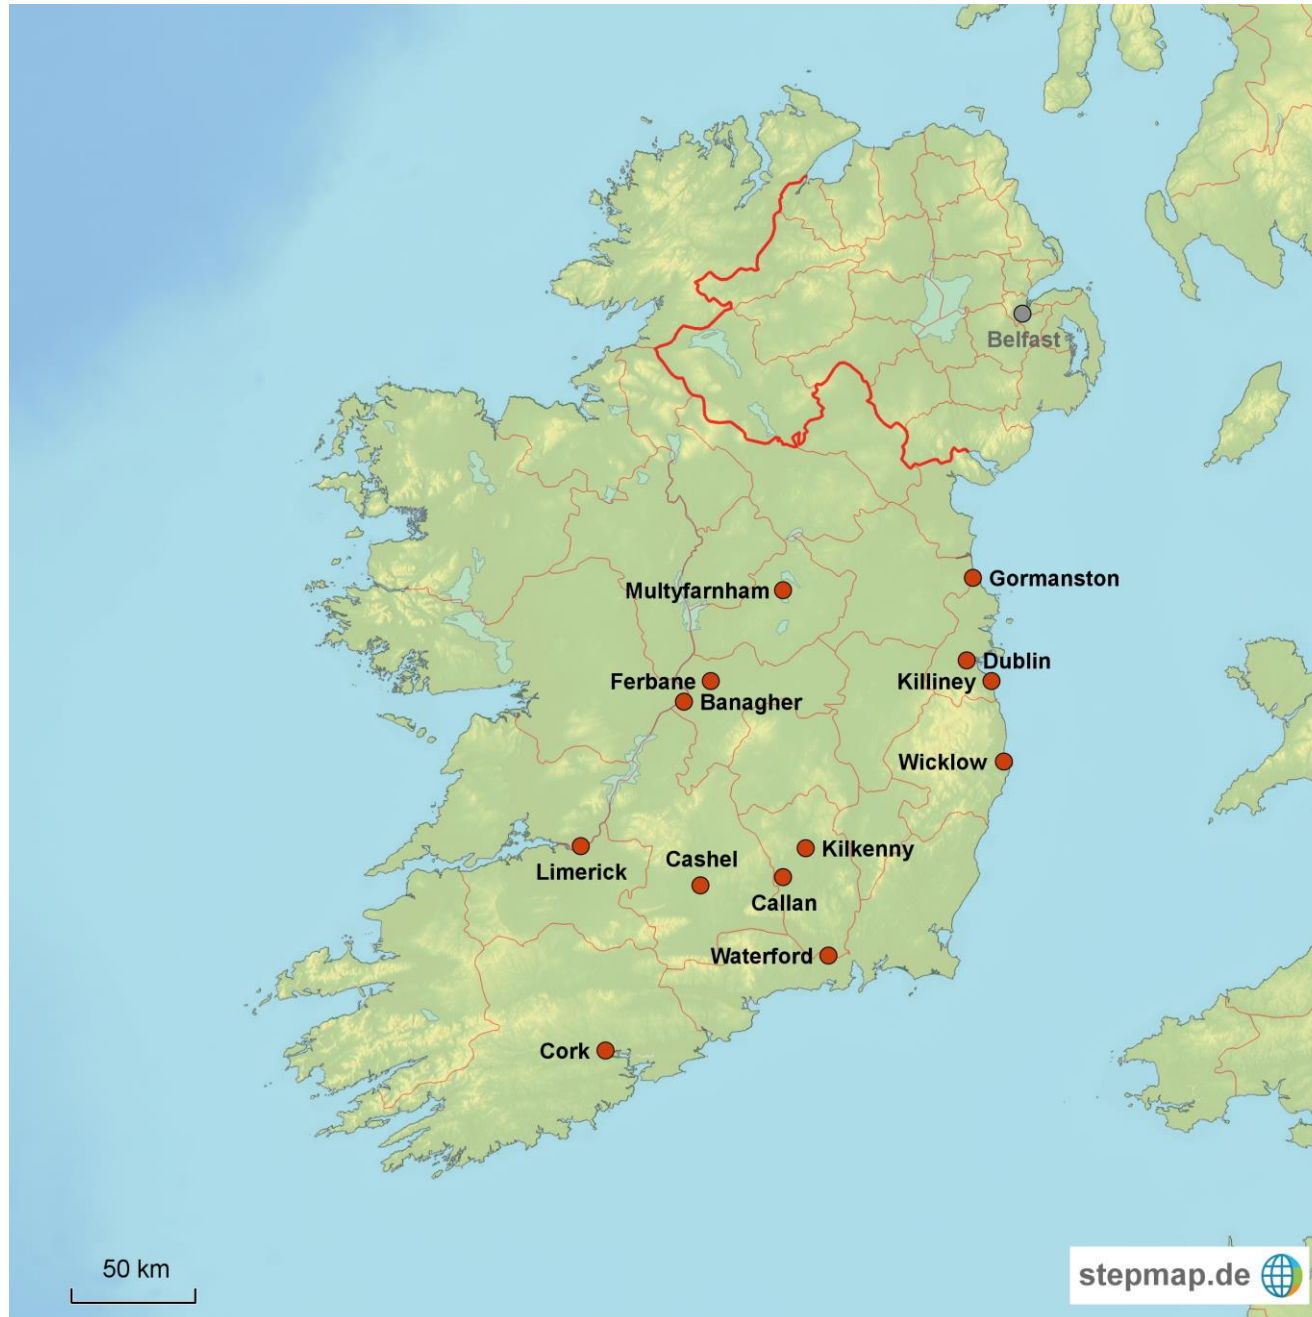 Belfast
Multyfarnham
Gormanston
Dublin
Ferbane
Killiney
Banagher
Wicklow
Limerick
Cashel
Kilkenny
Callan
Waterford
Cork
50 km
stepmap.de